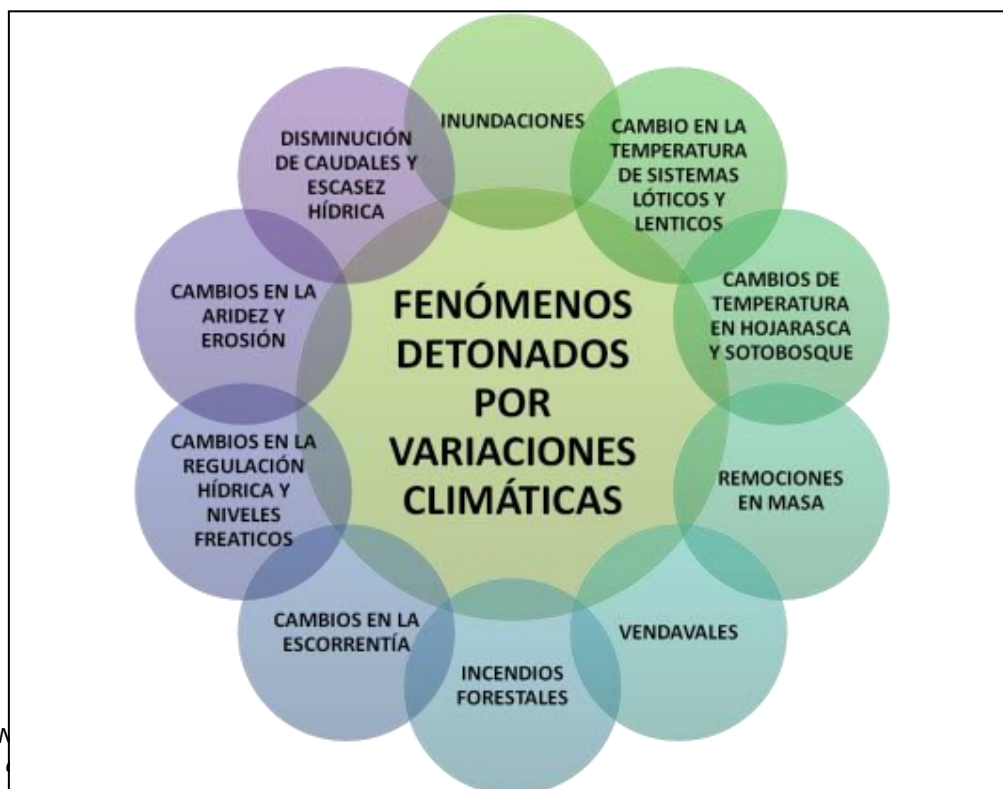 INUNDACIONES
CAMBIO EN LA
TEMPERATURA
DE SISTEMAS
LÓTICOS Y
LENTICOS
CAMBIOS DE
TEMPERATURA
EN HOJARASCA
Y SOTOBOSQUE
REMOCIONES
EN MASA
VENDAVALES
INCENDIOS
FORESTALES
CAMBIOS EN LA
ESCORRENTÍA
CAMBIOS EN LA
REGULACIÓN
HÍDRICA Y
NIVELES
FREATICOS
CAMBIOS EN LA
ARIDEZ Y
EROSIÓN
DISMINUCIÓN
DE CAUDALES Y
ESCASEZ
HÍDRICA
FENÓMENOS
DETONADOS
POR
VARIACIONES
CLIMÁTICAS